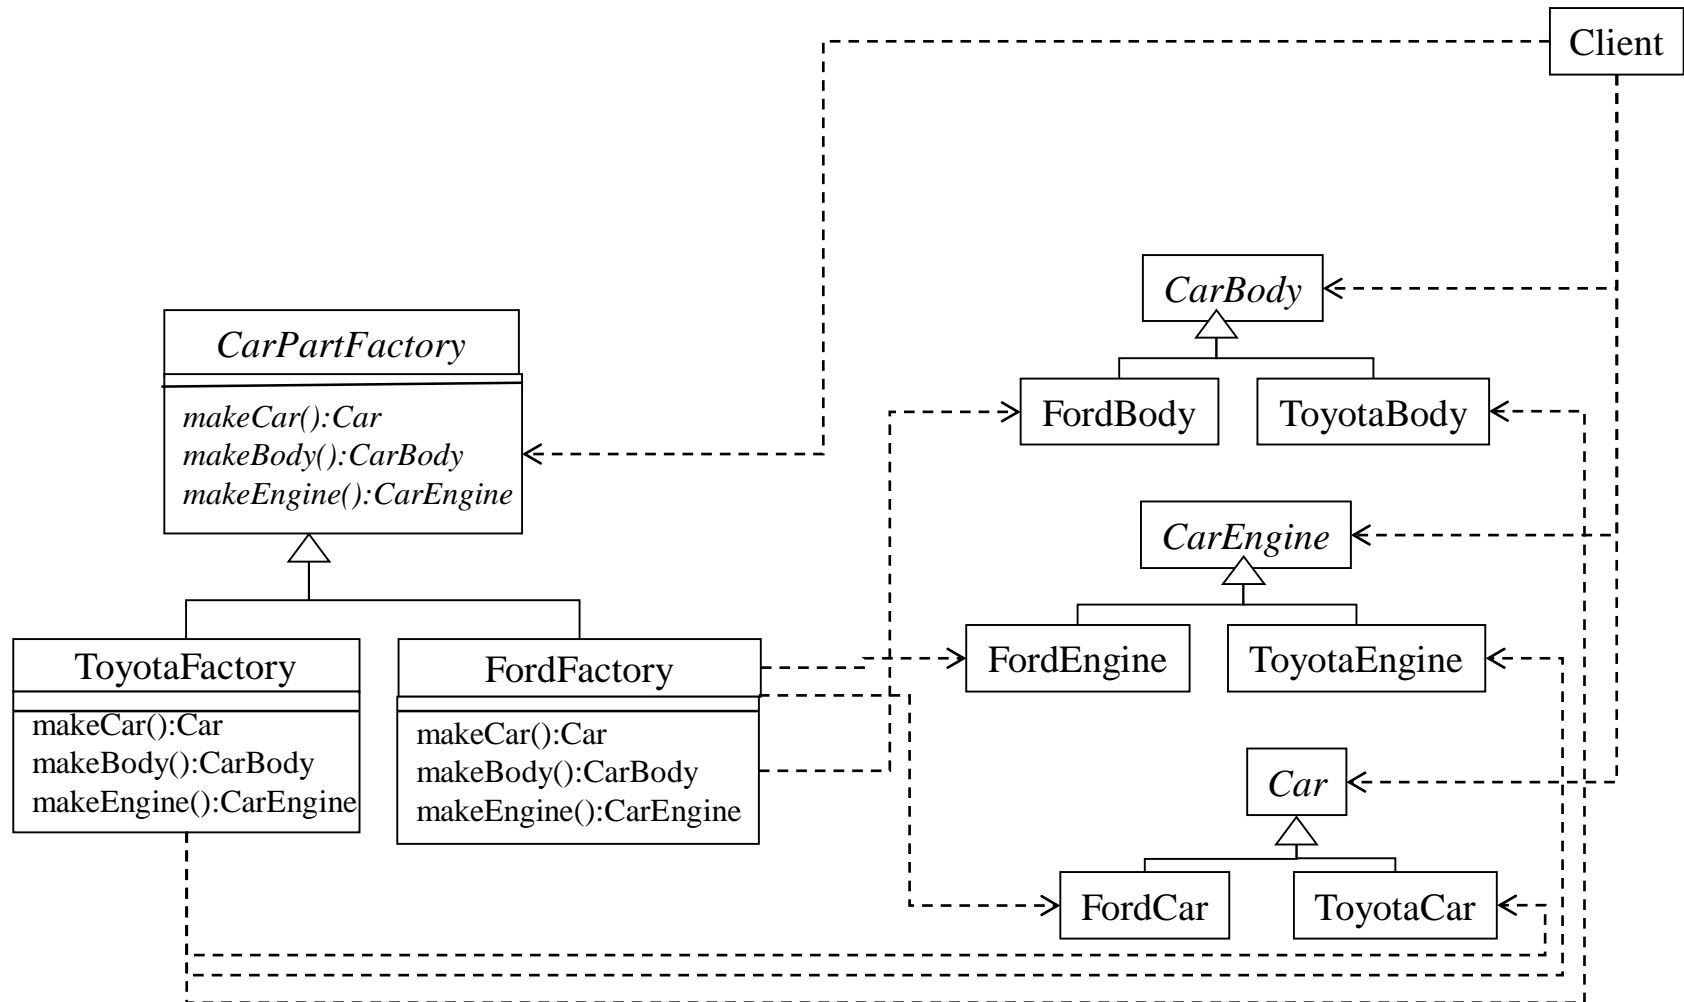 Client
CarBody
CarPartFactory
makeCar():Car
makeBody():CarBody
makeEngine():CarEngine
FordBody
ToyotaBody
CarEngine
ToyotaFactory
makeCar():Car
makeBody():CarBody
makeEngine():CarEngine
FordFactory
makeCar():Car
makeBody():CarBody
makeEngine():CarEngine
FordEngine
ToyotaEngine
Car
FordCar
ToyotaCar